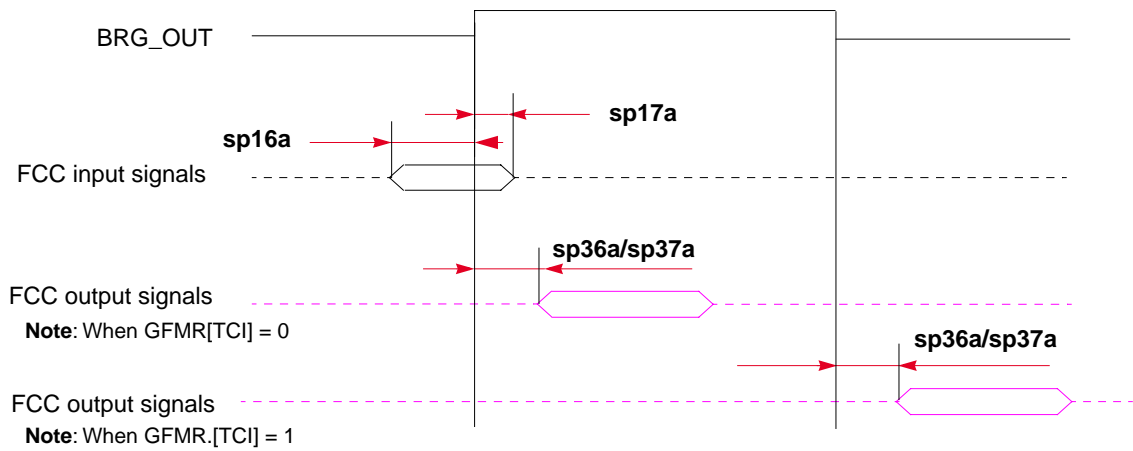 BRG_OUT
sp17a
sp16a
FCC input signals
sp36a/sp37a
FCC output signals
Note: When GFMR[TCI] = 0
sp36a/sp37a
FCC output signals
Note: When GFMR.[TCI] = 1